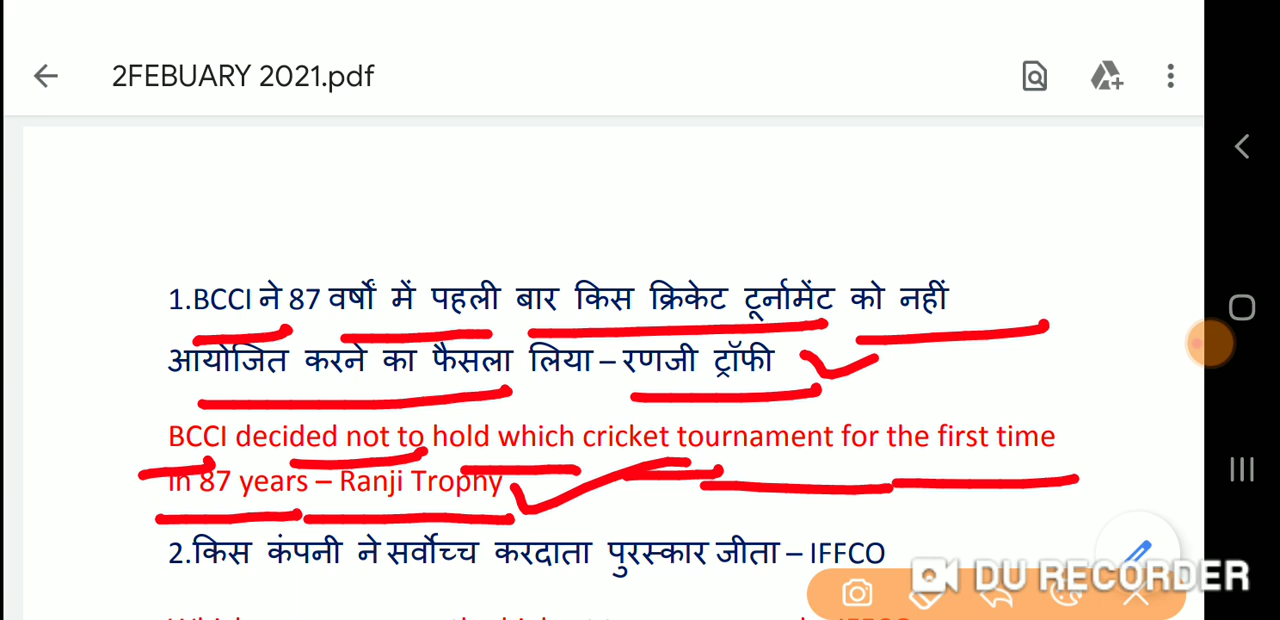 2FEBUARY 2021.pdf
1.BCCI ने 87 वर्षों में पहली बार किस क्रिकेट टूर्नामेंट को नहीं
आयोजित करने का फैसला लिया – रणजी ट्रॉफी
BCCI decided not to hold which cricket tournament for the first time
in 87 years – Ranji Trophy
2.किस कंपनी ने सर्वोच्च करदाता पुरस्कार जीता – IFFCO
DU RECORDER